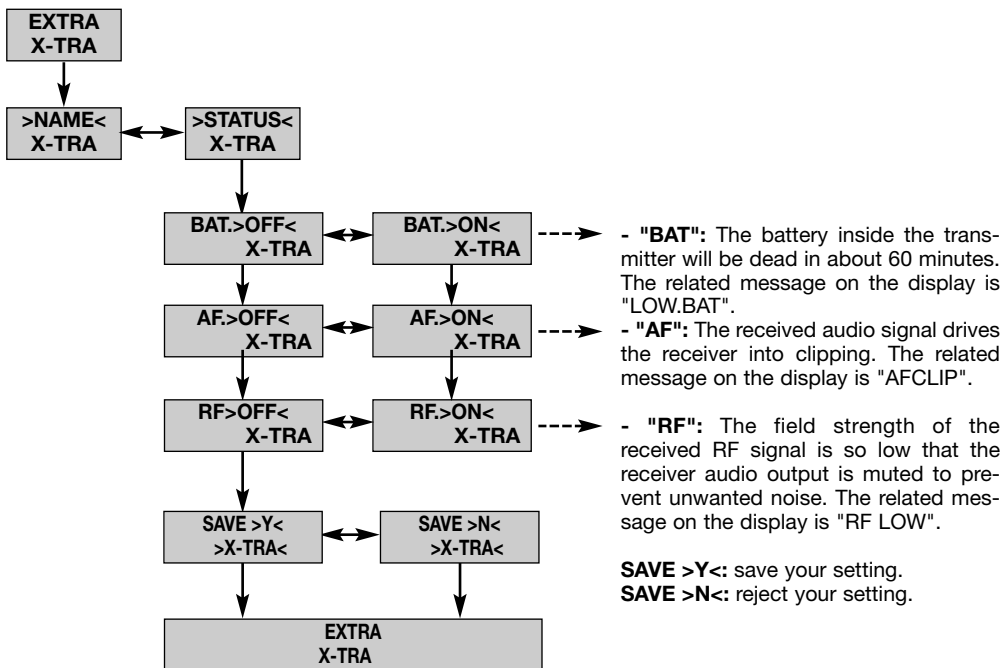 EXTRA
X-TRA
>NAME<
X-TRA
>STATUS<
X-TRA
BAT.>OFF<
X-TRA
BAT.>ON<
X-TRA
- "BAT": The battery inside the trans-
mitter will be dead in about 60 minutes.
The related message on the display is
"LOW.BAT".
AF.>OFF<
X-TRA
AF.>ON<
X-TRA
- "AF": The received audio signal drives
the receiver into clipping. The related
message on the display is "AFCLIP".
RF>OFF<
X-TRA
RF.>ON<
X-TRA
- "RF": The field strength of the
received RF signal is so low that the
receiver audio output is muted to pre-
vent unwanted noise. The related mes-
sage on the display is "RF LOW".
SAVE >Y<
>X-TRA<
SAVE >N<
>X-TRA<
SAVE >Y<: save your setting.
SAVE >N<: reject your setting.
EXTRA
X-TRA